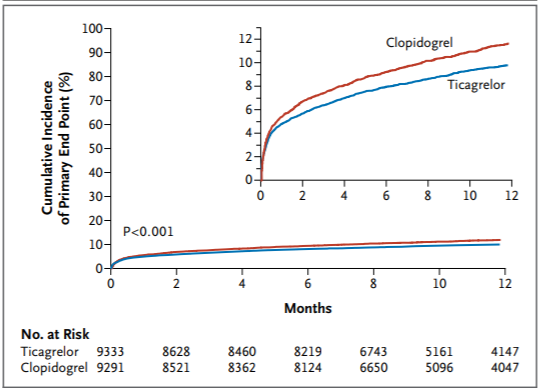 Cumulative Incidence
of Primary End Point (%)
100
90
80
70
60
50
40
30
20
10
0
12
10
8
6
4
2
0
Clopidogrel
Ticagrelor
0 2 4 6 8 10 12
P<0.001
0 2 4 6 8 10 12
Months
No. at Risk
Ticagrelor 9333 8628 8460 8219 6743 5161 4147
Clopidogrel 9291 8521 8362 8124 6650 5096 4047